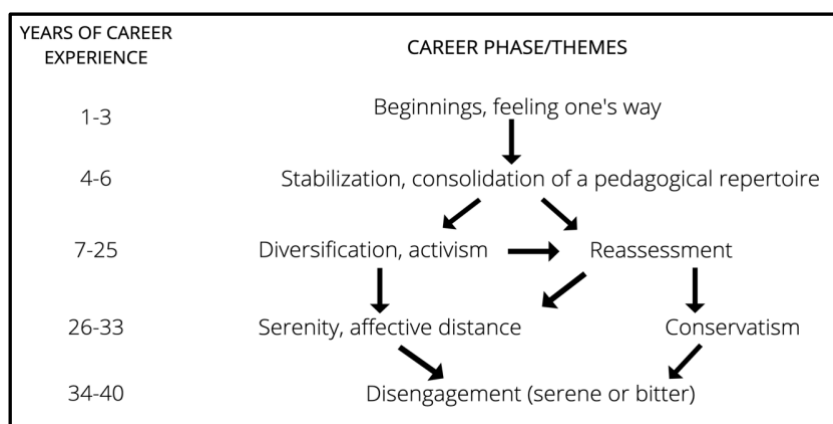 YEARS OF CAREER
EXPERIENCE
CAREER PHASE/THEMES
1-3
Beginnings, feeling one's way
4-6
Stabilization, consolidation of a pedagogical repertoire
7-25
Diversification, activism
Reassessment
26-33
Serenity, affective distance
Conservatism
34-40
Disengagement (serene or bitter)